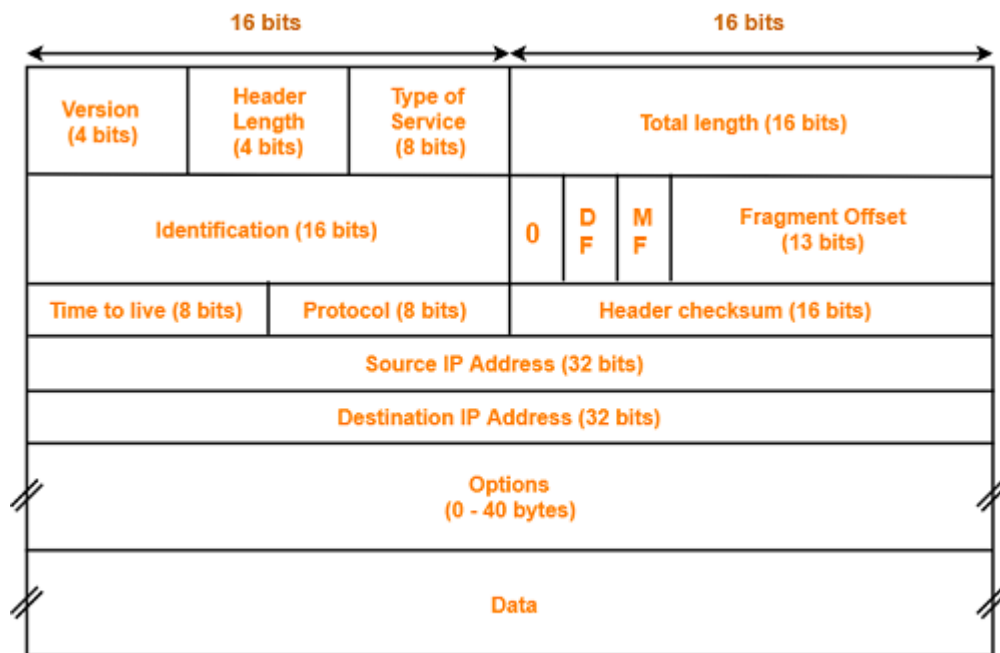 16 bits
16 bits
Version
(4 bits)
Header
Length
(4 bits)
Type of
Service
(8 bits)
Total length (16 bits)
Identification (16 bits)
0
D
F
M
F
Fragment Offset
(13 bits)
Time to live (8 bits)
Protocol (8 bits)
Header checksum (16 bits)
Source IP Address (32 bits)
Destination IP Address (32 bits)
Options
(0 - 40 bytes)
Data